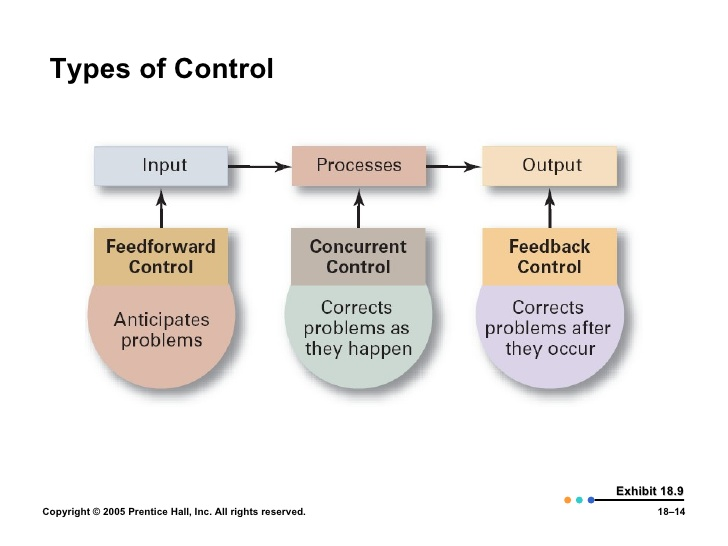 Types of Control
Input
Processes
Output
Feedforward
Control
Anticipates
problems
Concurrent
Control
Corrects
problems as
they happen
Feedback
Control
Corrects
problems after
they occur
Exhibit 18.9
Copyright © 2005 Prentice Hall, Inc. All rights reserved.
18–14